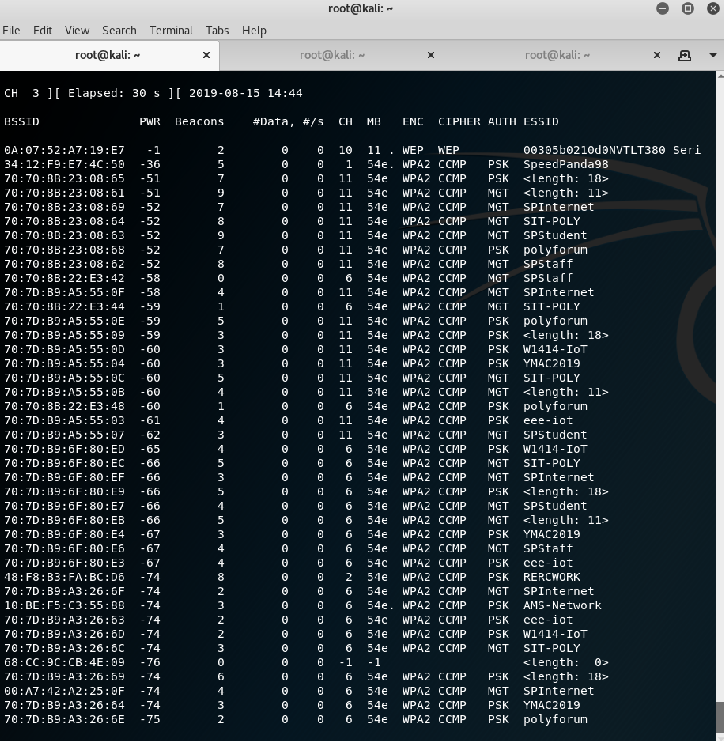 root@kali: ~
File Edit View Search Terminal Tabs Help
root@kali: ~ × root@kali: ~ × root@kali: ~ ×
CH 3 ][ Elapsed: 30 s ][ 2019-08-15 14:44
BSSID PWR Beacons #Data, #/s CH MB ENC CIPHER AUTH ESSID
0A:07:52:A7:19:E7 -1 2 0 0 10 11 . WEP WEP 00305b0210d0NVTLT380 Seri
34:12:F9:E7:4C:50 -36 5 0 0 1 54e. WPA2 CCMP PSK SpeedPanda98
70:70:8B:23:08:65 -51 7 0 0 11 54e WPA2 CCMP PSK <length: 18>
70:70:8B:23:08:61 -51 9 0 0 11 54e WPA2 CCMP MGT <length: 11>
70:70:8B:23:08:69 -52 7 0 0 11 54e WPA2 CCMP MGT SPInternet
70:70:8B:23:08:64 -52 8 0 0 11 54e WPA2 CCMP MGT SIT-POLY
70:70:8B:23:08:63 -52 9 0 0 11 54e WPA2 CCMP MGT SPStudent
70:70:8B:23:08:68 -52 7 0 0 11 54e WPA2 CCMP PSK polyforum
70:70:8B:23:08:62 -52 8 0 0 11 54e WPA2 CCMP MGT SPStaff
70:70:8B:22:E3:42 -58 0 0 0 6 54e WPA2 CCMP MGT SPStaff
70:7D:B9:A5:55:0F -58 4 0 0 11 54e WPA2 CCMP MGT SPInternet
70:70:8B:22:E3:44 -59 1 0 0 6 54e WPA2 CCMP MGT SIT-POLY
70:7D:B9:A5:55:0E -59 5 0 0 11 54e WPA2 CCMP PSK polyforum
70:7D:B9:A5:55:09 -59 3 0 0 11 54e WPA2 CCMP PSK <length: 18>
70:7D:B9:A5:55:0D -60 3 0 0 11 54e WPA2 CCMP PSK W1414-IoT
70:7D:B9:A5:55:04 -60 3 0 0 11 54e WPA2 CCMP PSK YMAC2019
70:7D:B9:A5:55:0C -60 5 0 0 11 54e WPA2 CCMP MGT SIT-POLY
70:7D:B9:A5:55:0B -60 4 0 0 11 54e WPA2 CCMP MGT <length: 11>
70:70:8B:22:E3:48 -60 1 0 0 6 54e WPA2 CCMP PSK polyforum
70:7D:B9:A5:55:03 -61 4 0 0 11 54e WPA2 CCMP PSK eee-iot
70:7D:B9:A5:55:07 -62 3 0 0 11 54e WPA2 CCMP MGT SPStudent
70:7D:B9:6F:80:ED -65 4 0 0 6 54e WPA2 CCMP PSK W1414-IoT
70:7D:B9:6F:80:EC -66 5 0 0 6 54e WPA2 CCMP MGT SIT-POLY
70:7D:B9:6F:80:EF -66 3 0 0 6 54e WPA2 CCMP MGT SPInternet
70:7D:B9:6F:80:E9 -66 5 0 0 6 54e WPA2 CCMP PSK <length: 18>
70:7D:B9:6F:80:E7 -66 4 0 0 6 54e WPA2 CCMP MGT SPStudent
70:7D:B9:6F:80:EB -66 5 0 0 6 54e WPA2 CCMP MGT <length: 11>
70:7D:B9:6F:80:E4 -67 3 0 0 6 54e WPA2 CCMP PSK YMAC2019
70:7D:B9:6F:80:E6 -67 4 0 0 6 54e WPA2 CCMP MGT SPStaff
70:7D:B9:6F:80:E3 -67 4 0 0 6 54e WPA2 CCMP PSK eee-iot
48:F8:B3:FA:BC:D6 -74 8 0 0 2 54e WPA2 CCMP PSK RERCWORK
70:7D:B9:A3:26:6F -74 2 0 0 6 54e WPA2 CCMP MGT SPInternet
10:BE:F5:C3:55:88 -74 3 0 0 6 54e. WPA2 CCMP PSK AMS-Network
70:7D:B9:A3:26:63 -74 2 0 0 6 54e WPA2 CCMP PSK eee-iot
70:7D:B9:A3:26:6D -74 2 0 0 6 54e WPA2 CCMP PSK W1414-IoT
70:7D:B9:A3:26:6C -74 3 0 0 6 54e WPA2 CCMP MGT SIT-POLY
68:CC:9C:CB:4E:09 -76 0 0 0 -1 -1 <length: 0>
70:7D:B9:A3:26:69 -74 6 0 0 6 54e WPA2 CCMP PSK <length: 18>
00:A7:42:A2:25:0F -74 4 0 0 6 54e WPA2 CCMP MGT SPInternet
70:7D:B9:A3:26:64 -74 3 0 0 6 54e WPA2 CCMP PSK YMAC2019
70:7D:B9:A3:26:6E -75 2 0 0 6 54e WPA2 CCMP PSK polyforum